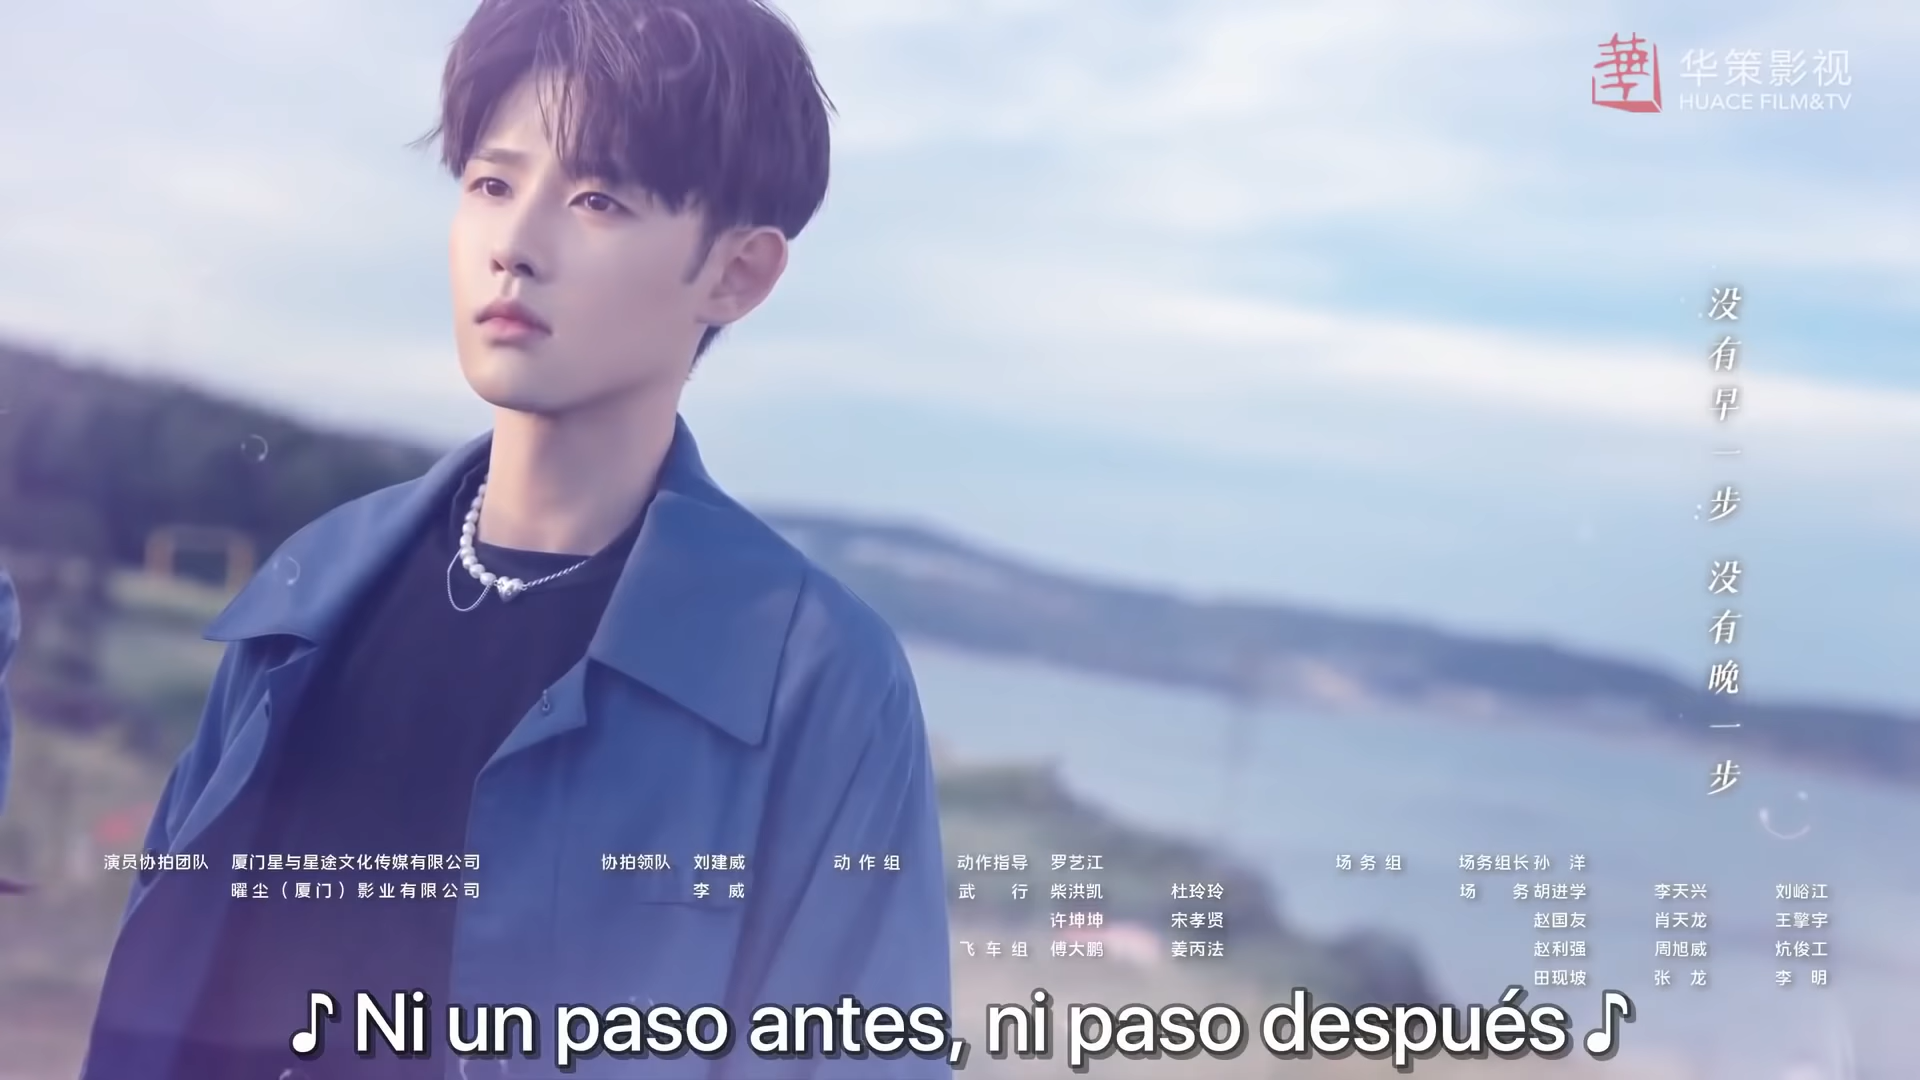 華
华策影视
HUACE FILM&TV
没有早一步 没有晚一步
演员协拍团队 厦门星与星途文化传媒有限公司
曜尘（厦门）影业有限公司
协拍领队 刘建威
李 威
动作组 动作指导 罗艺江
武 行 柴洪凯 杜玲玲
许坤坤 宋孝贤
飞车组 傅大鹏 姜丙法
场务组 场务组长 孙 洋
场 务 胡进学 李天兴 刘峪江
赵国友 肖天龙 王擎宇
赵利强 周旭威 炕俊工
田现坡 张 龙 李 明
♪ Ni un paso antes, ni paso después ♪